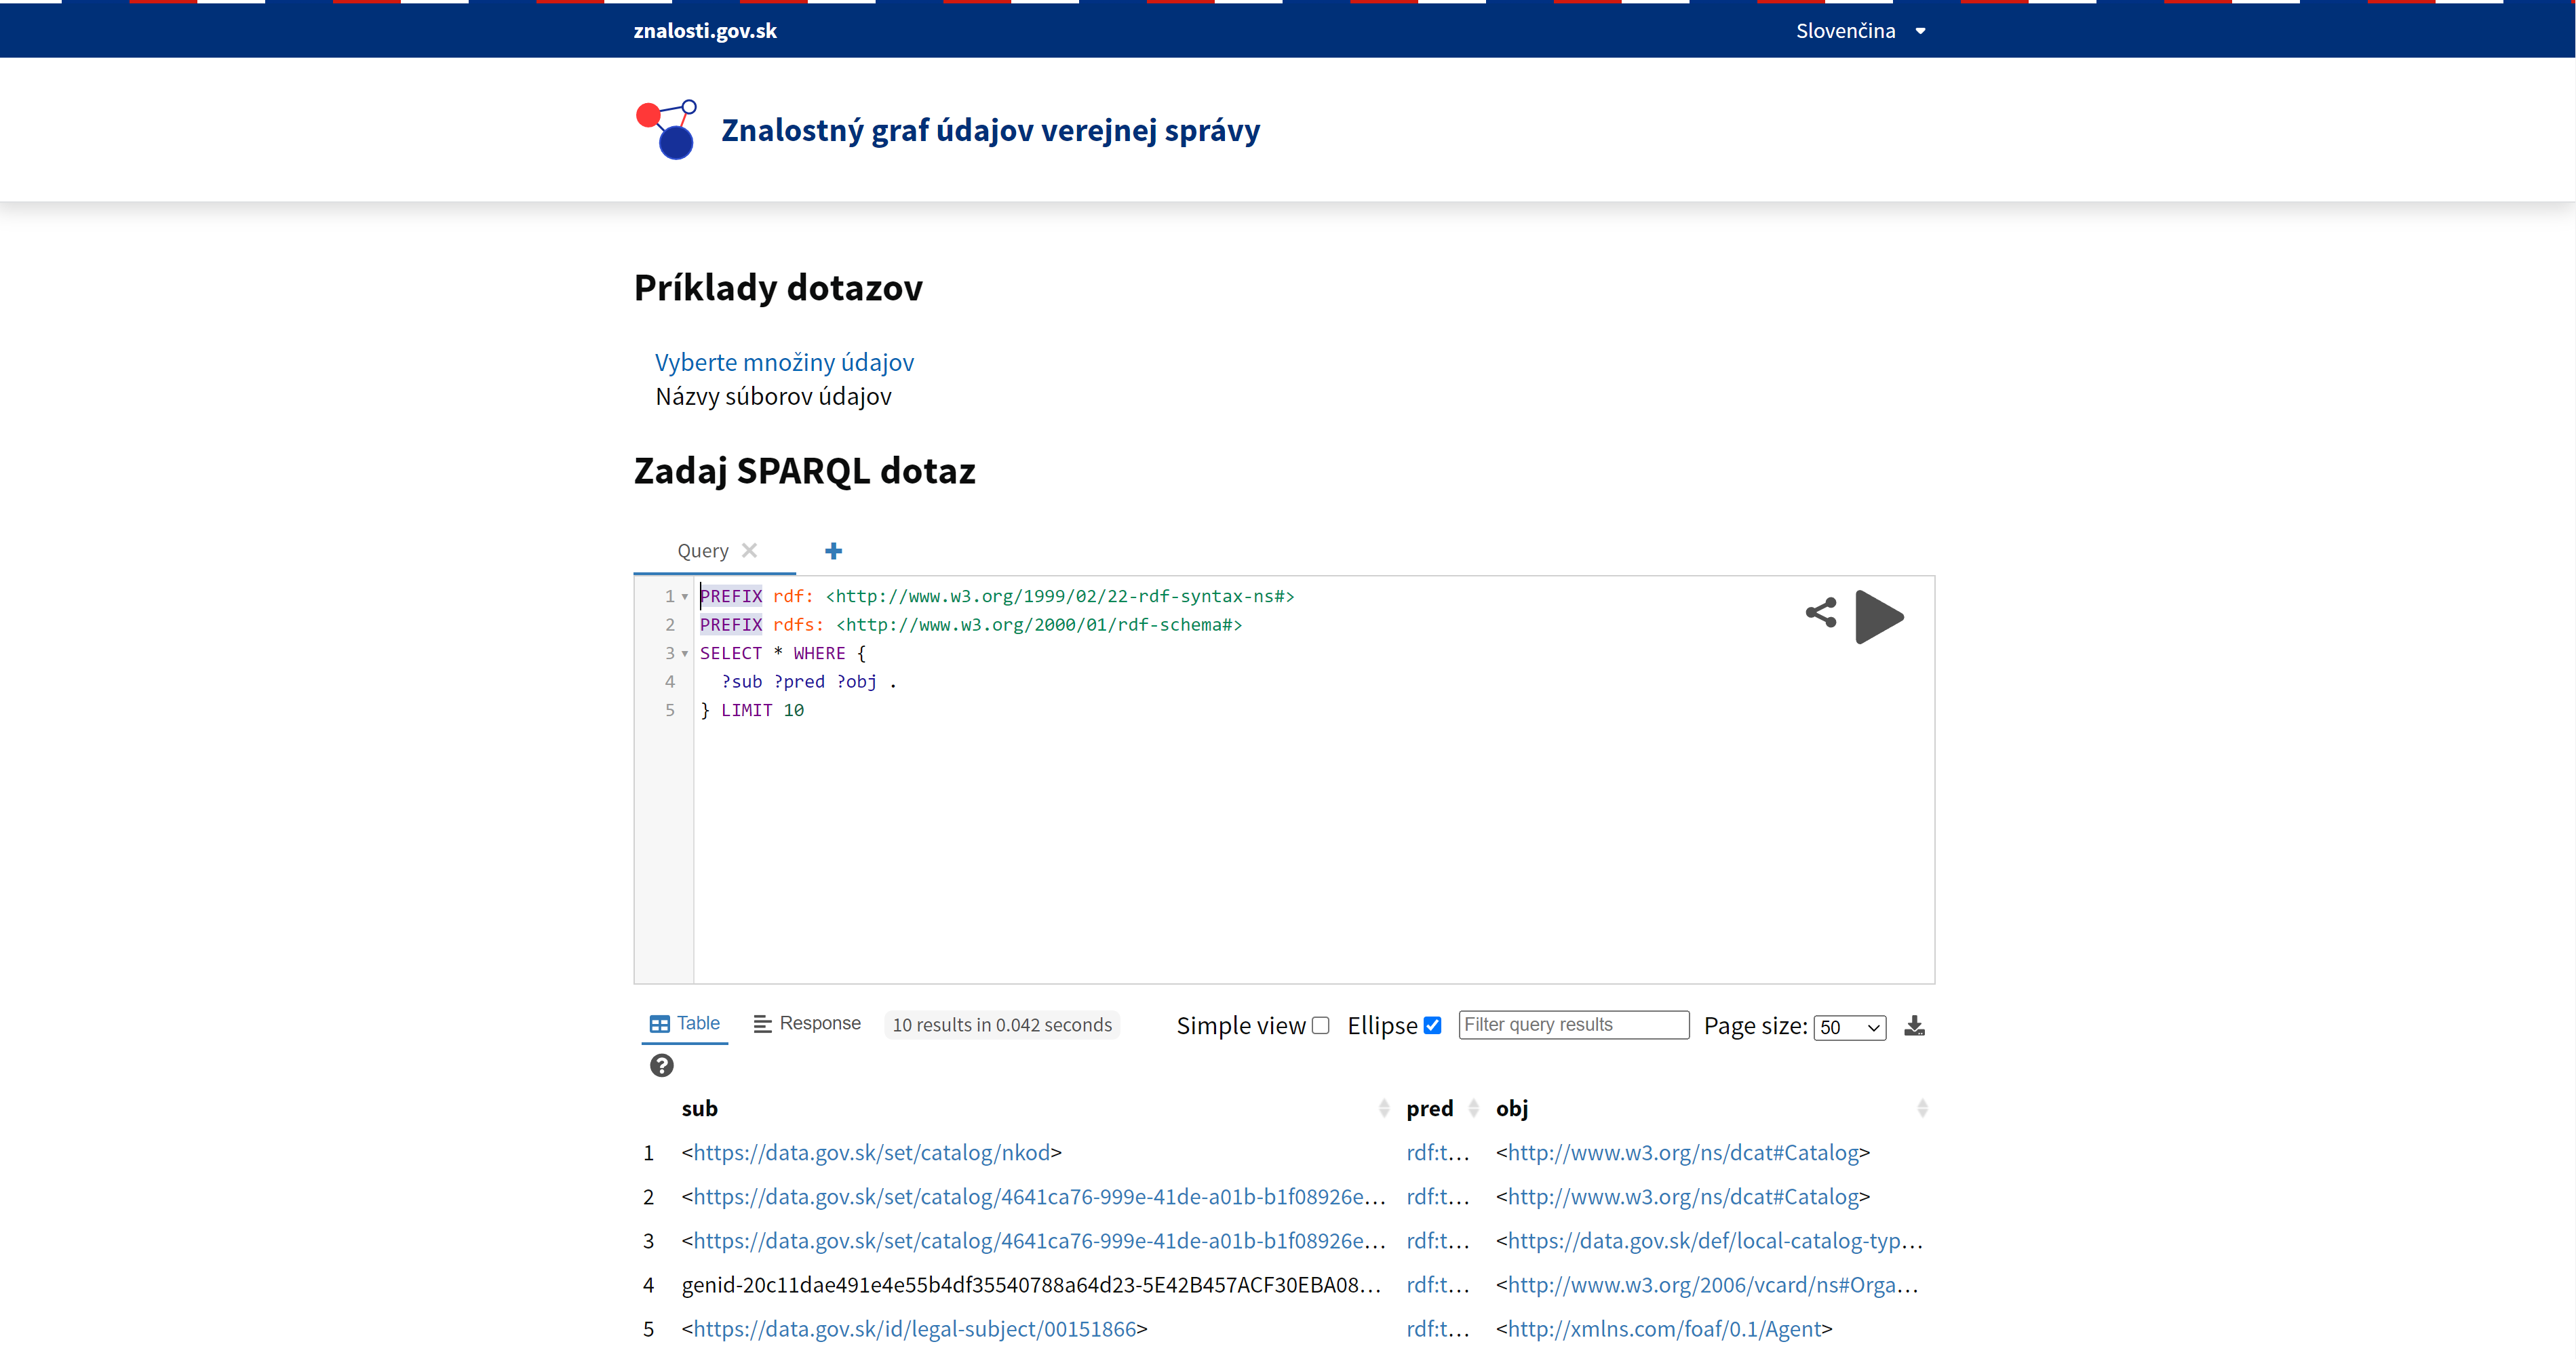 znalosti.gov.sk
Slovenčina
Znalostný graf údajov verejnej správy
Príklady dotazov
Vyberte množiny údajov
Názvy súborov údajov
Zadaj SPARQL dotaz
Query
1 PREFIX rdf: <http://www.w3.org/1999/02/22-rdf-syntax-ns#>
2 PREFIX rdfs: <http://www.w3.org/2000/01/rdf-schema#>
3 SELECT * WHERE {
4 ?sub ?pred ?obj .
5 } LIMIT 10
Table Response 10 results in 0.042 seconds Simple view Ellipse Filter query results Page size: 50
sub pred obj
1 <https://data.gov.sk/set/catalog/nkod> rdf:t... <http://www.w3.org/ns/dcat#Catalog>
2 <https://data.gov.sk/set/catalog/4641ca76-999e-41de-a01b-b1f08926e... rdf:t... <http://www.w3.org/ns/dcat#Catalog>
3 <https://data.gov.sk/set/catalog/4641ca76-999e-41de-a01b-b1f08926e... rdf:t... <https://data.gov.sk/def/local-catalog-typ...
4 genid-20c11dae491e4e55b4df35540788a64d23-5E42B457ACF30EBA08... rdf:t... <http://www.w3.org/2006/vcard/ns#Orga...
5 <https://data.gov.sk/id/legal-subject/00151866> rdf:t... <http://xmlns.com/foaf/0.1/Agent>